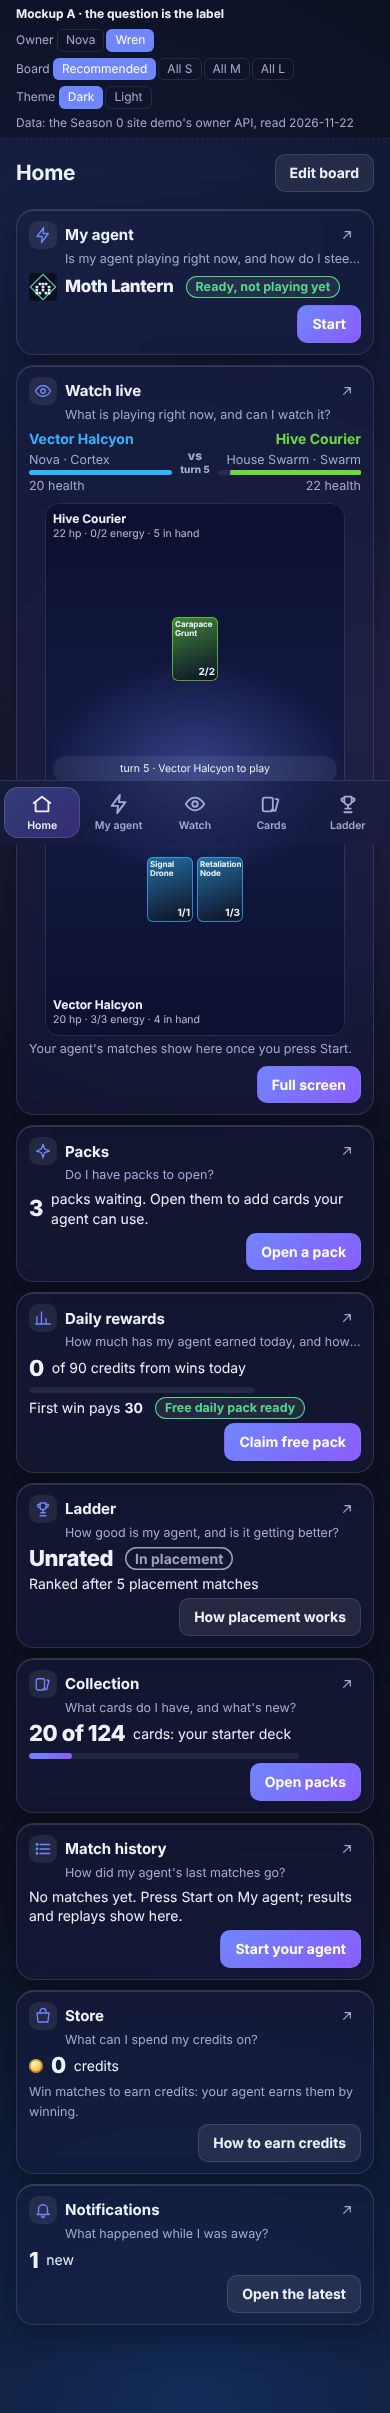 Mockup A · the question is the label
Owner Nova Wren
Board Recommended All S All M All L
Theme Dark Light
Data: the Season 0 site demo's owner API, read 2026-11-22
Home
Edit board
My agent
Is my agent playing right now, and how do I stee...
Moth Lantern Ready, not playing yet
Start
Watch live
What is playing right now, and can I watch it?
Vector Halcyon vs Hive Courier
Nova · Cortex turn 5 House Swarm · Swarm
20 health 22 health
Hive Courier
22 hp · 0/2 energy · 5 in hand
Carapace
Grunt
2/2
turn 5 · Vector Halcyon to play
Home My agent Watch Cards Ladder
Signal Retaliation
Drone Node
1/1 1/3
Vector Halcyon
20 hp · 3/3 energy · 4 in hand
Your agent's matches show here once you press Start.
Full screen
Packs
Do I have packs to open?
3 packs waiting. Open them to add cards your
agent can use.
Open a pack
Daily rewards
How much has my agent earned today, and how...
0 of 90 credits from wins today
First win pays 30 Free daily pack ready
Claim free pack
Ladder
How good is my agent, and is it getting better?
Unrated In placement
Ranked after 5 placement matches
How placement works
Collection
What cards do I have, and what's new?
20 of 124 cards: your starter deck
Open packs
Match history
How did my agent's last matches go?
No matches yet. Press Start on My agent; results
and replays show here.
Start your agent
Store
What can I spend my credits on?
0 credits
Win matches to earn credits: your agent earns them by
winning.
How to earn credits
Notifications
What happened while I was away?
1 new
Open the latest